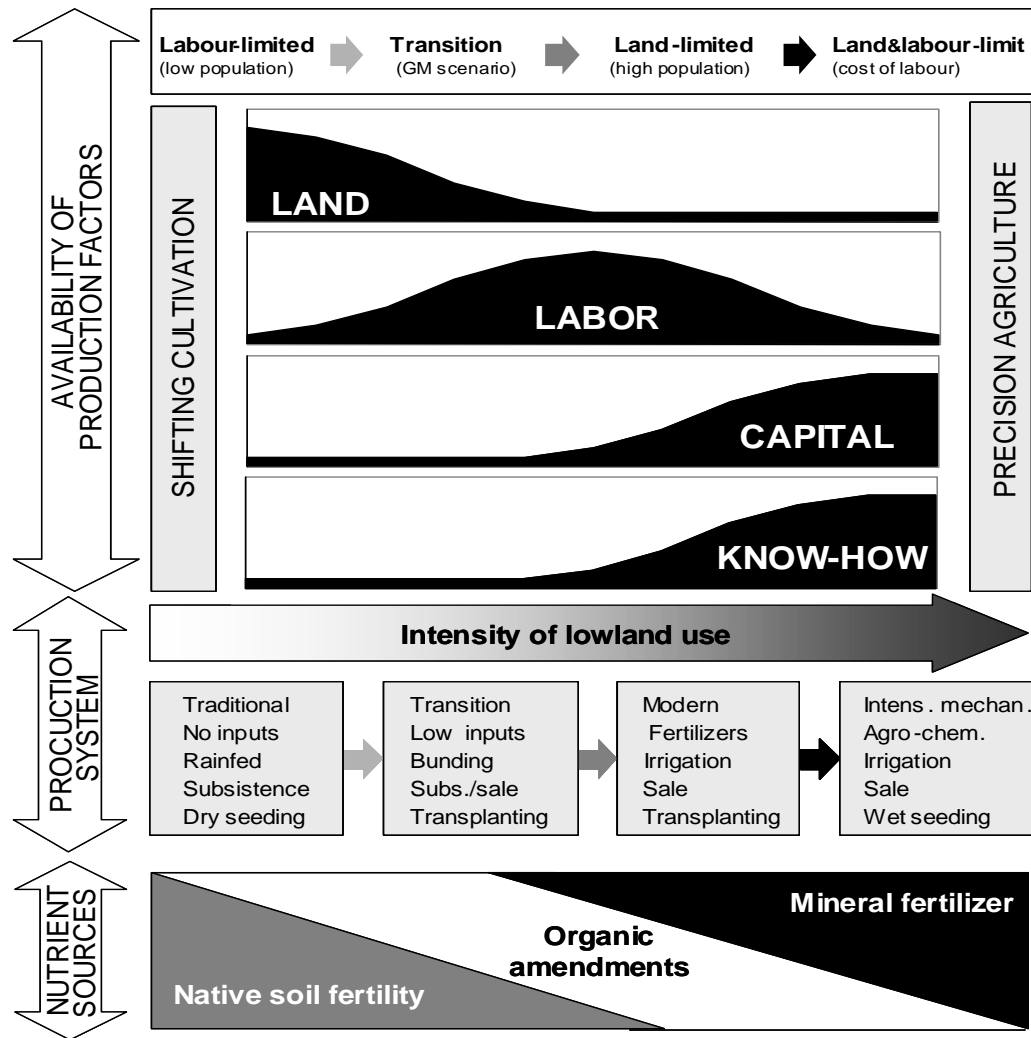 Labour-limited Transition Land-limited Land&labour-limit
(low population) (GM scenario) (high population) (cost of labour)
AVAILABILITY OF
PRODUCTION FACTORS
SHIFTING CULTIVATION
LAND
LABOR
CAPITAL
KNOW-HOW
PRECISION AGRICULTURE
Intensity of lowland use
PROCUCTION
SYSTEM
Traditional
No inputs
Rainfed
Subsistence
Dry seeding
Transition
Low inputs
Bunding
Subs./sale
Transplanting
Modern
Fertilizers
Irrigation
Sale
Transplanting
Intens. mechan.
Agro-chem.
Irrigation
Sale
Wet seeding
NUTRIENT
SOURCES
Mineral fertilizer
Organic
amendments
Native soil fertility